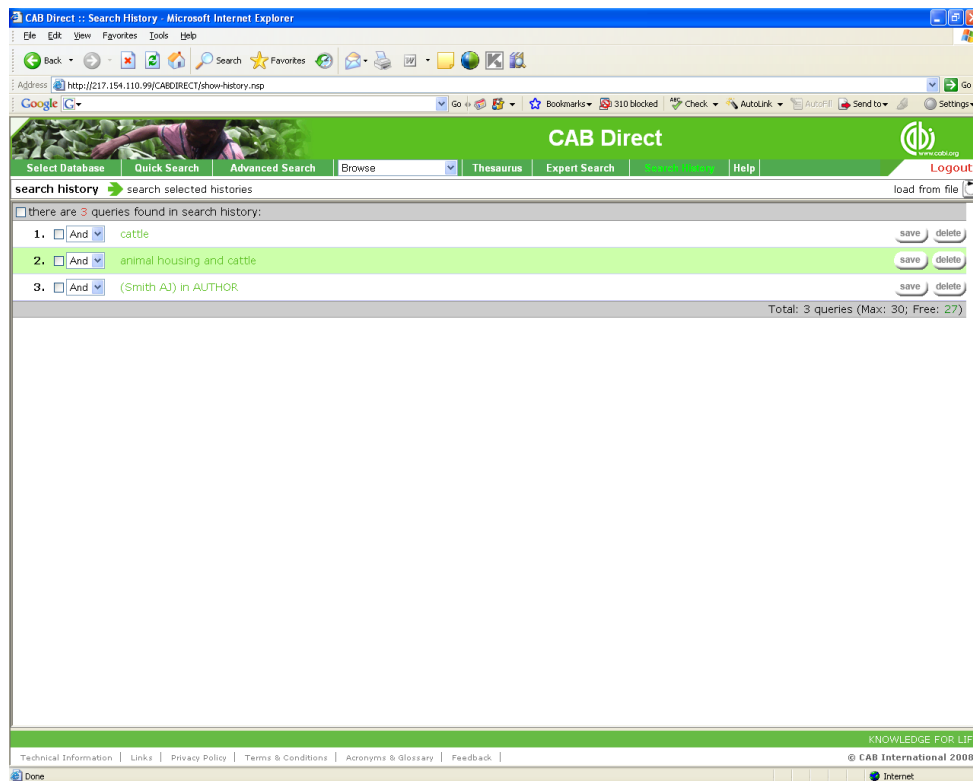 CAB Direct :: Search History - Microsoft Internet Explorer
File Edit View Favorites Tools Help
Back Search Favorites
Address http://217.154.110.99/CABDIRECT/show-history.nsp Go
Google Go Bookmarks 310 blocked Check AutoLink AutoFill Send to Settings
CAB Direct
www.cabi.org
Select Database Quick Search Advanced Search Browse Thesaurus Expert Search Search History Help Logout
search history search selected histories load from file
there are 3 queries found in search history:
1. And cattle save delete
2. And animal housing and cattle save delete
3. And (Smith AJ) in AUTHOR save delete
Total: 3 queries (Max: 30; Free: 27)
KNOWLEDGE FOR LIF
Technical Information | Links | Privacy Policy | Terms & Conditions | Acronyms & Glossary | Feedback | © CAB International 2008
Done Internet